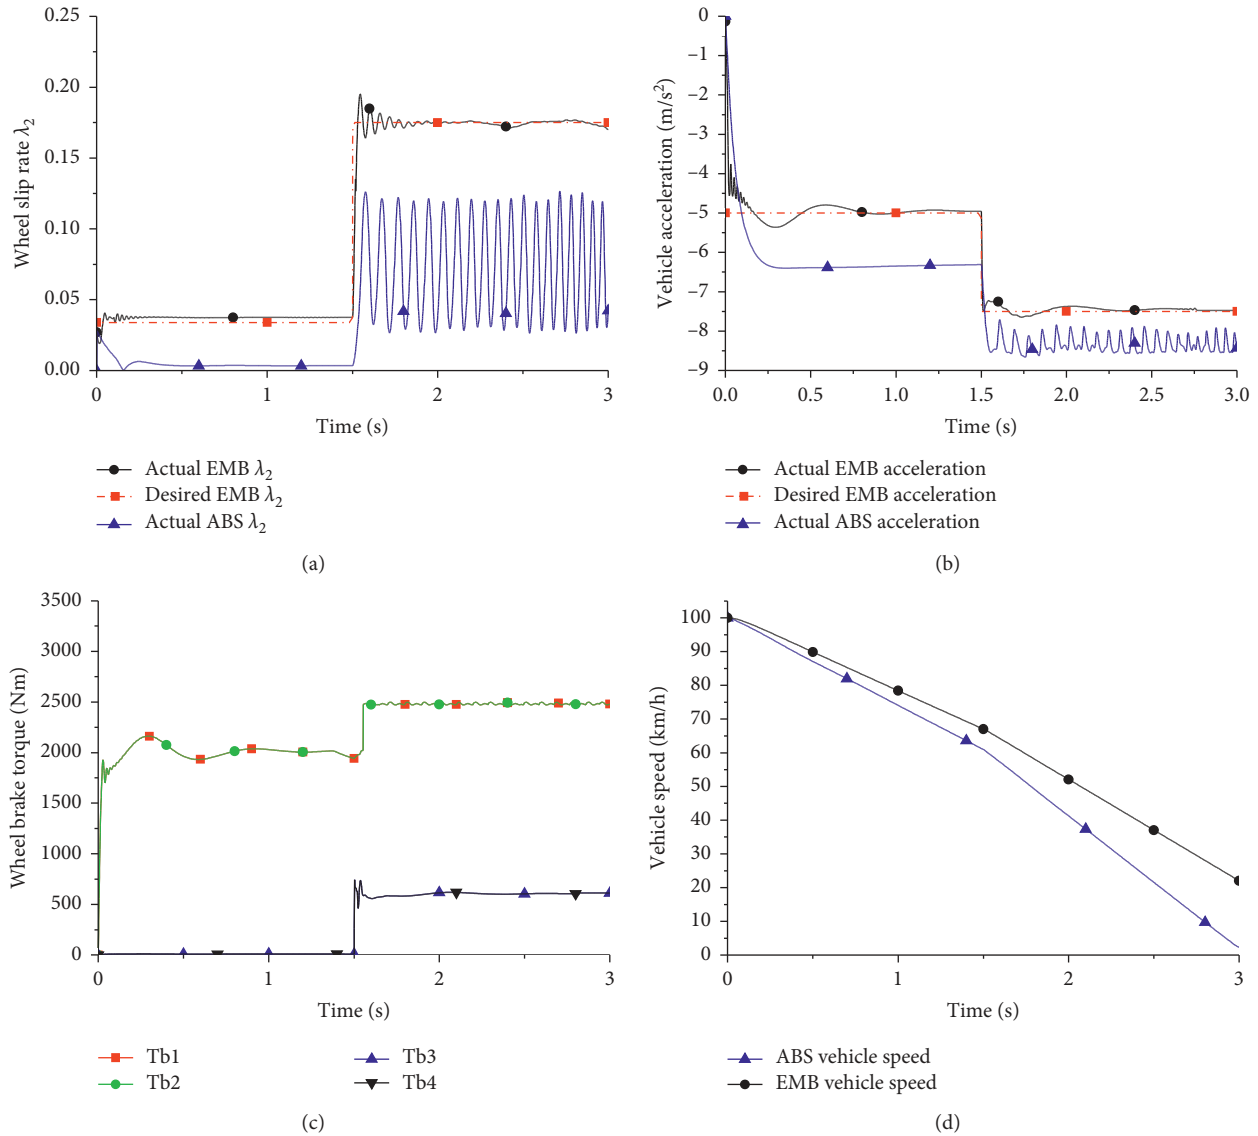 0.25
0.20
0.15
0.10
0.05
0.00
Wheel slip rate λ2
0 1 2 3
Time (s)
Actual EMB λ2
Desired EMB λ2
Actual ABS λ2
(a)
0
–1
–2
–3
–4
–5
–6
–7
–8
–9
Vehicle acceleration (m/s2)
0.0 0.5 1.0 1.5 2.0 2.5 3.0
Time (s)
Actual EMB acceleration
Desired EMB acceleration
Actual ABS acceleration
(b)
3500
3000
2500
2000
1500
1000
500
0
Wheel brake torque (Nm)
0 1 2 3
Time (s)
Tb1 Tb3
Tb2 Tb4
(c)
100
90
80
70
60
50
40
30
20
10
0
Vehicle speed (km/h)
0 1 2 3
Time (s)
ABS vehicle speed
EMB vehicle speed
(d)